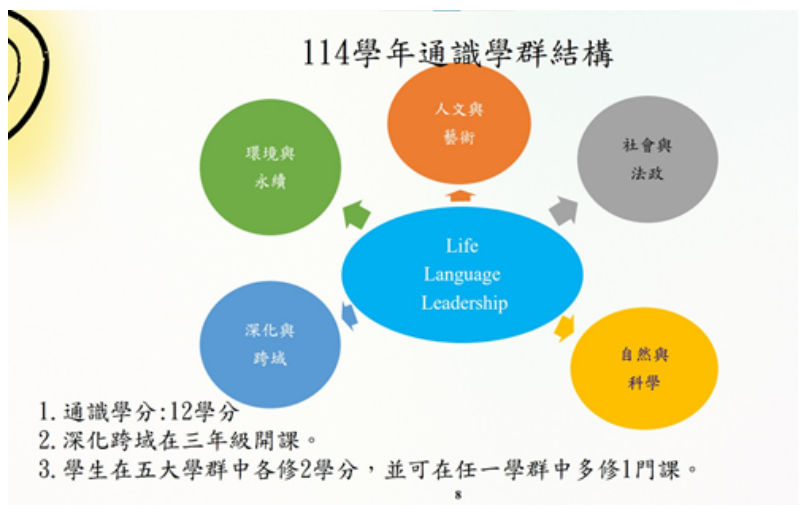 114學年通識學群結構
人文與
藝術
環境與
永續
社會與
法政
Life
Language
Leadership
深化與
跨域
自然與
科學
1. 通識學分:12學分
2. 深化跨域在三年級開課。
3. 學生在五大學群中各修2學分，並可在任一學群中多修1門課。
8